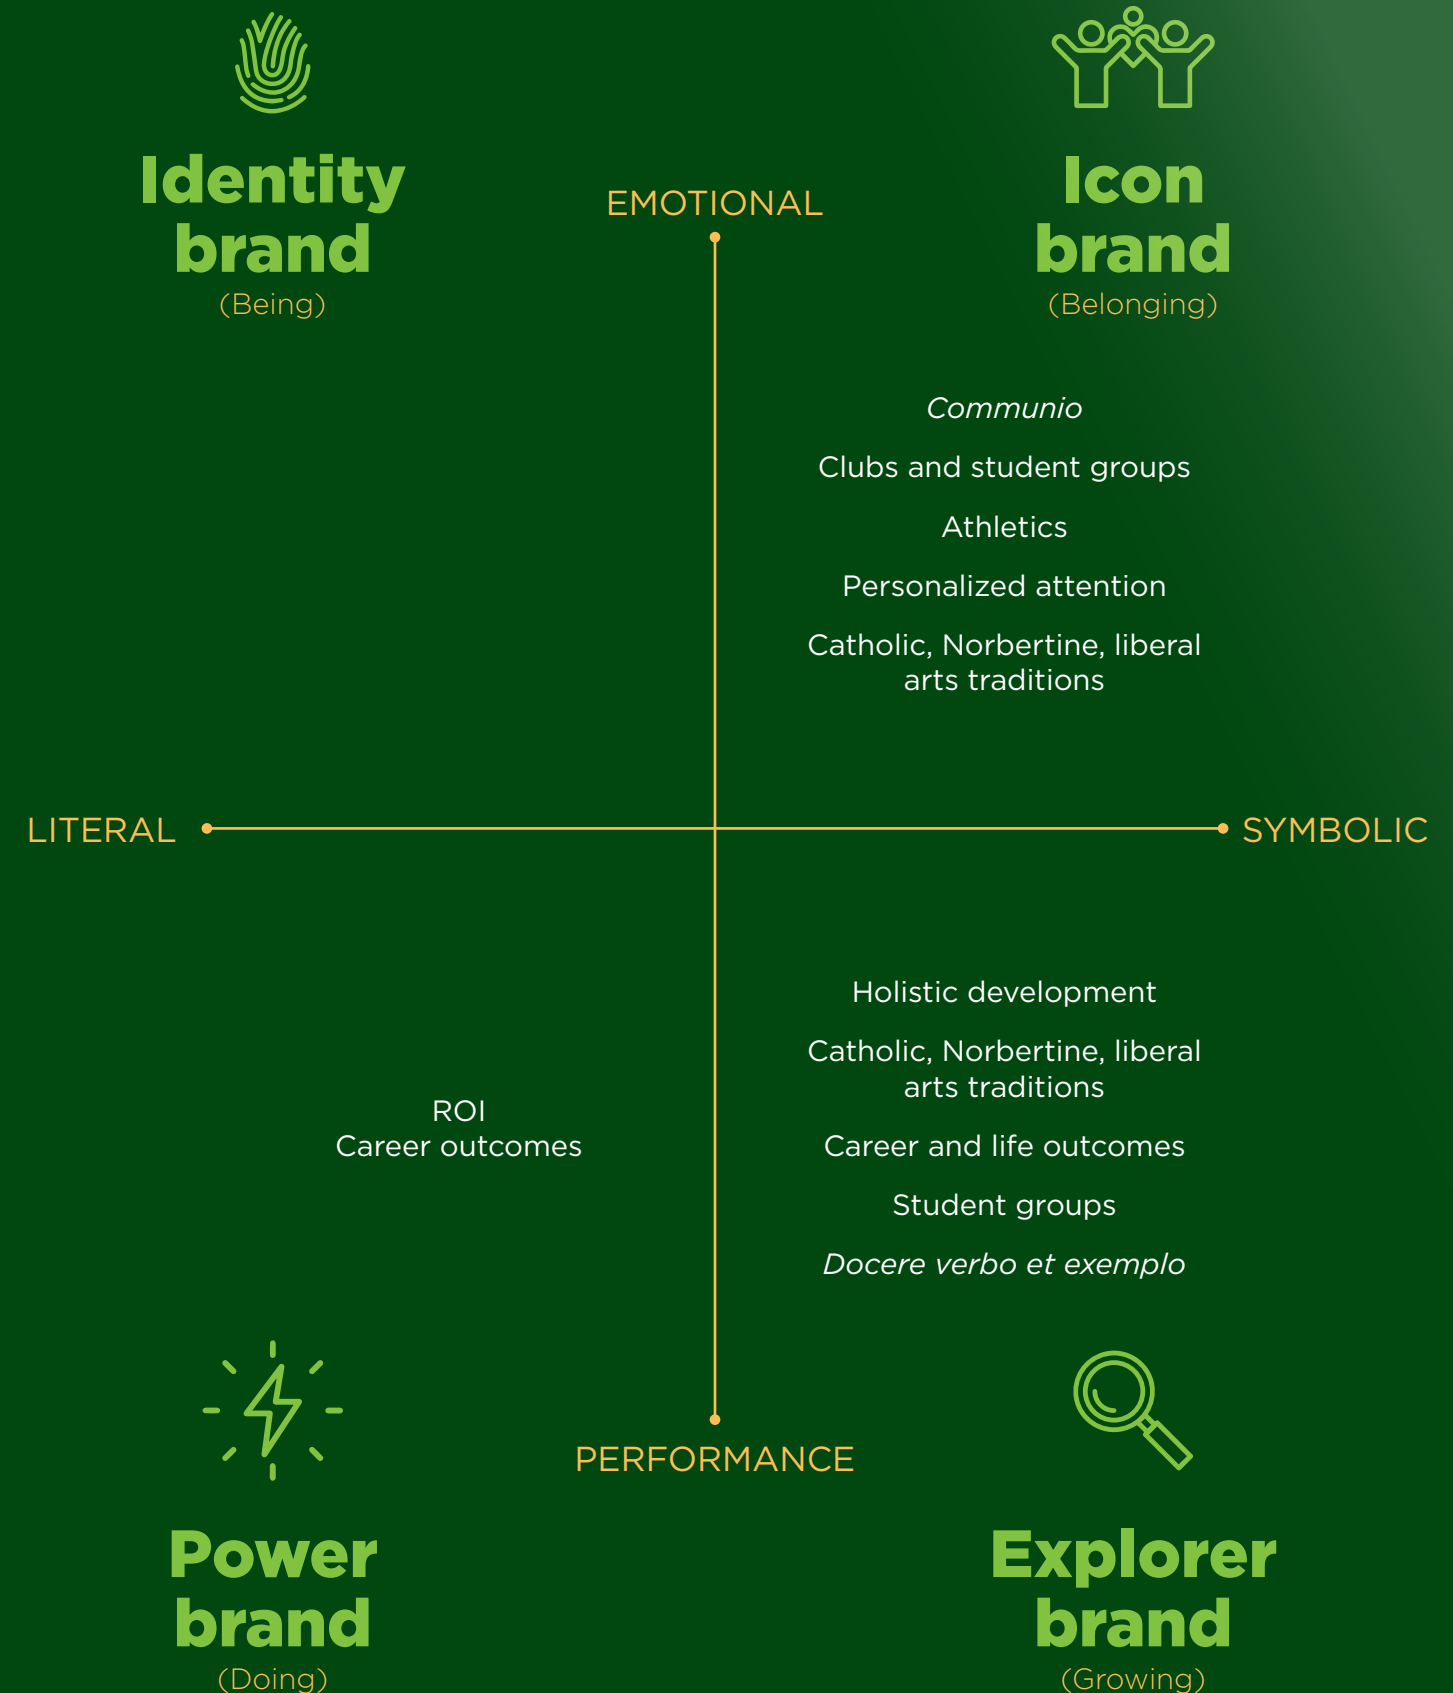 Identity
brand
(Being)
EMOTIONAL
Icon
brand
(Belonging)
Communio
Clubs and student groups
Athletics
Personalized attention
Catholic, Norbertine, liberal
arts traditions
LITERAL
SYMBOLIC
ROI
Career outcomes
Holistic development
Catholic, Norbertine, liberal
arts traditions
Career and life outcomes
Student groups
Docere verbo et exemplo
PERFORMANCE
Power
brand
(Doing)
Explorer
brand
(Growing)